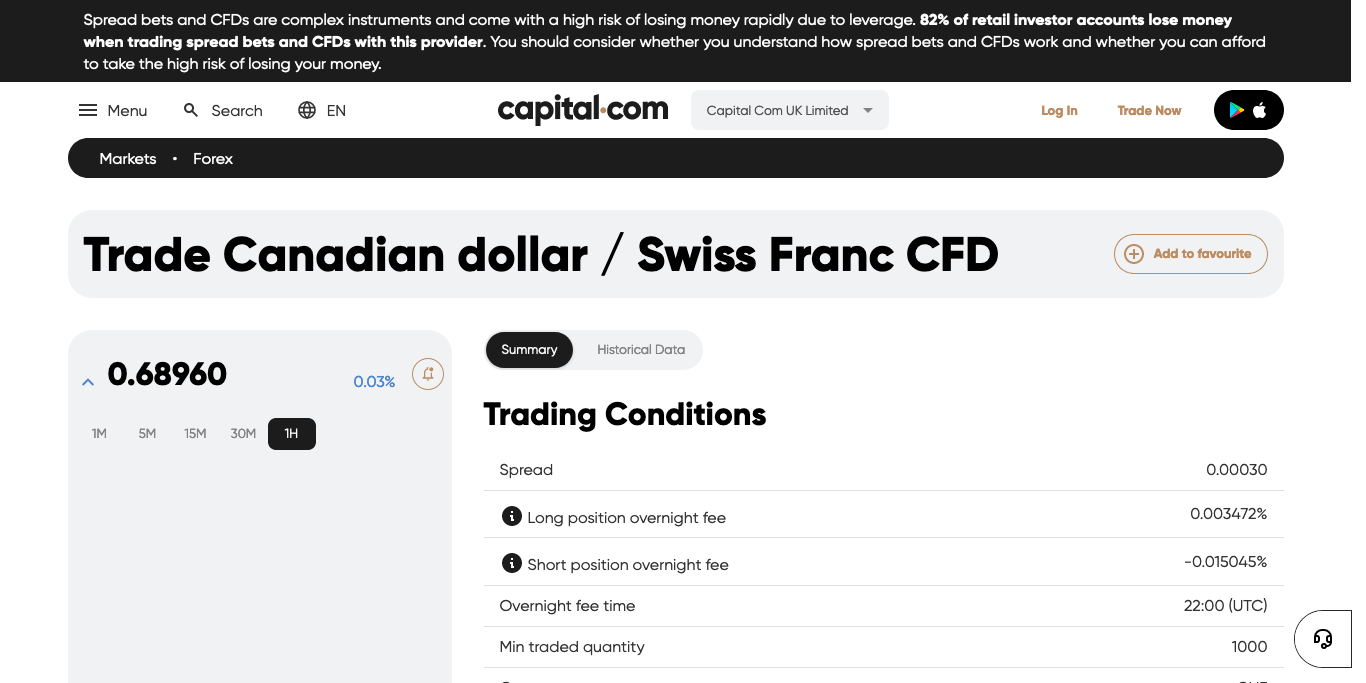 Spread bets and CFDs are complex instruments and come with a high risk of losing money rapidly due to leverage. 82% of retail investor accounts lose money
when trading spread bets and CFDs with this provider. You should consider whether you understand how spread bets and CFDs work and whether you can afford
to take the high risk of losing your money.
Menu Search EN capital.com Capital Com UK Limited Log In Trade Now
Markets • Forex
Trade Canadian dollar / Swiss Franc CFD Add to favourite
0.68960 0.03%
1M 5M 15M 30M 1H
Summary Historical Data
Trading Conditions
Spread 0.00030
Long position overnight fee 0.003472%
Short position overnight fee -0.015045%
Overnight fee time 22:00 (UTC)
Min traded quantity 1000